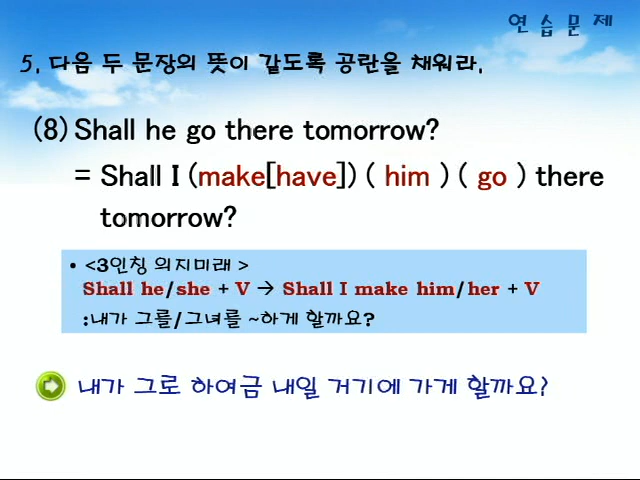 연 습 문 제
5. 다음 두 문장의 뜻이 같도록 공란을 채워라.
(8) Shall he go there tomorrow?
= Shall I (make[have]) ( him ) ( go ) there
tomorrow?
• <3인칭 의지미래 >
Shall he/she + V → Shall I make him/her + V
:내가 그를/그녀를 ~하게 할까요?
내가 그로 하여금 내일 거기에 가게 할까요?